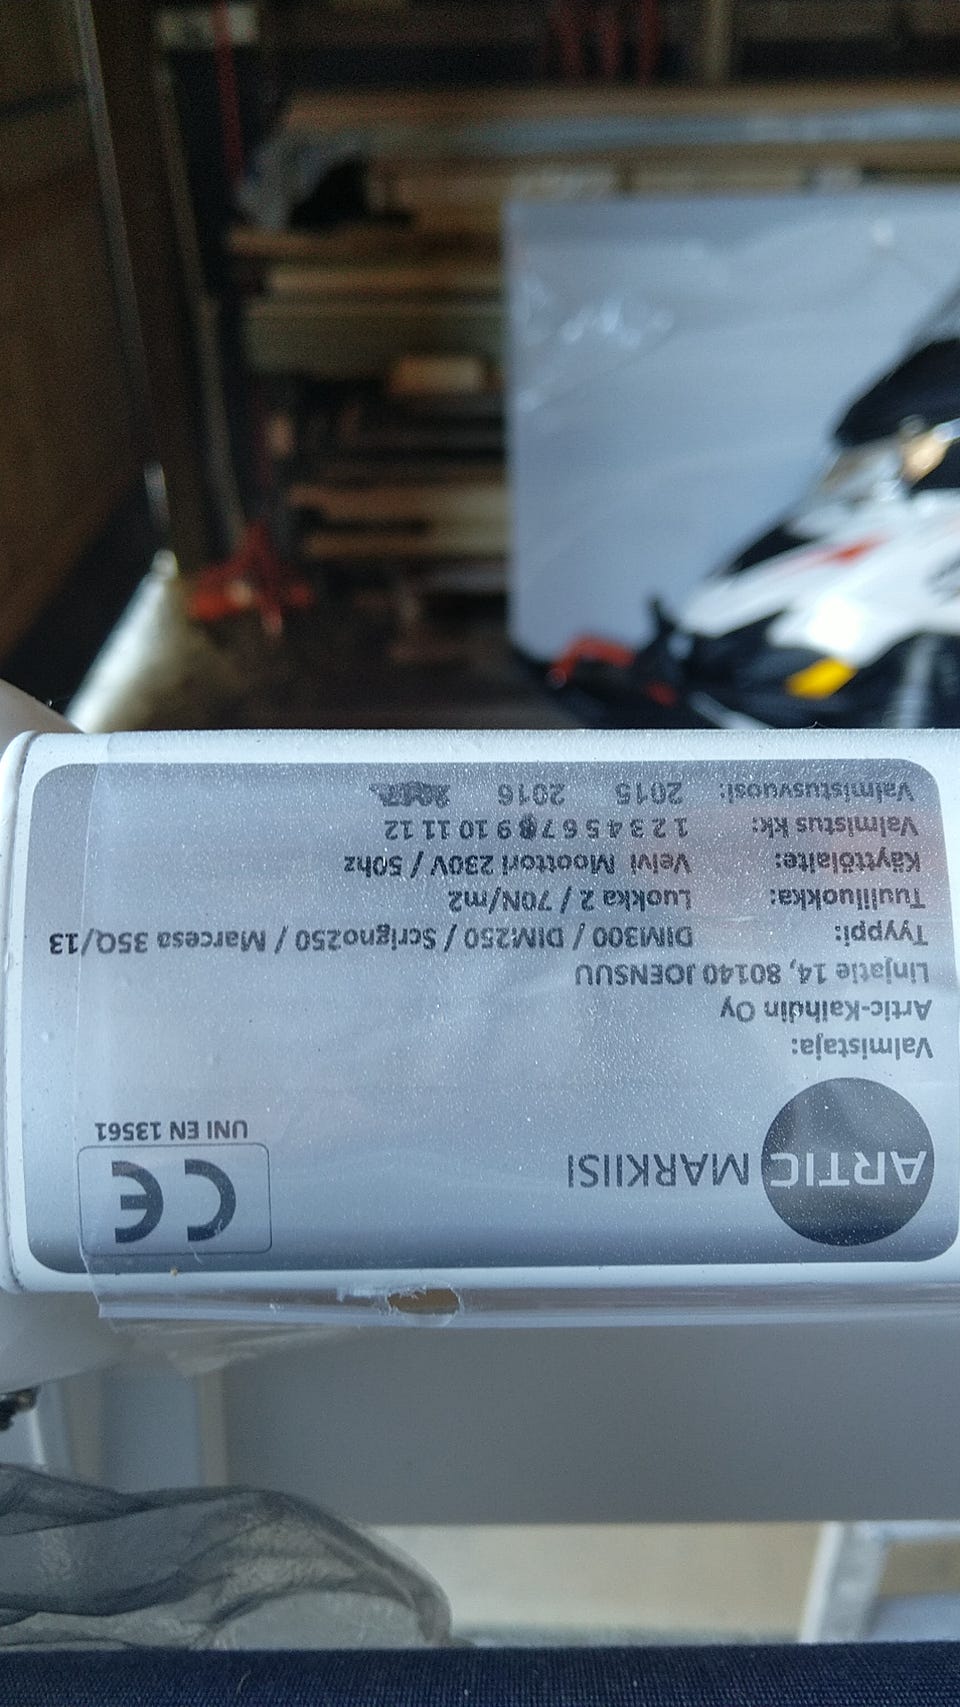 ARTIC MARKIISI
CE
UNI EN 13561
Valmistaja:
Artic-Kaihdin Oy
Linjatie 14, 80140 JOENSUU
Tyyppi: DIM300 / DIM250 / Scrigno250 / Marcesa 35Q/13
Tuuliluokka: Luokka 2 / 70N/m2
Käyttölaite: Veivi Moottori 230V / 50hz
Valmistus kk: 1 2 3 4 5 6 7 8 9 10 11 12
Valmistusvuosi: 2015 2016